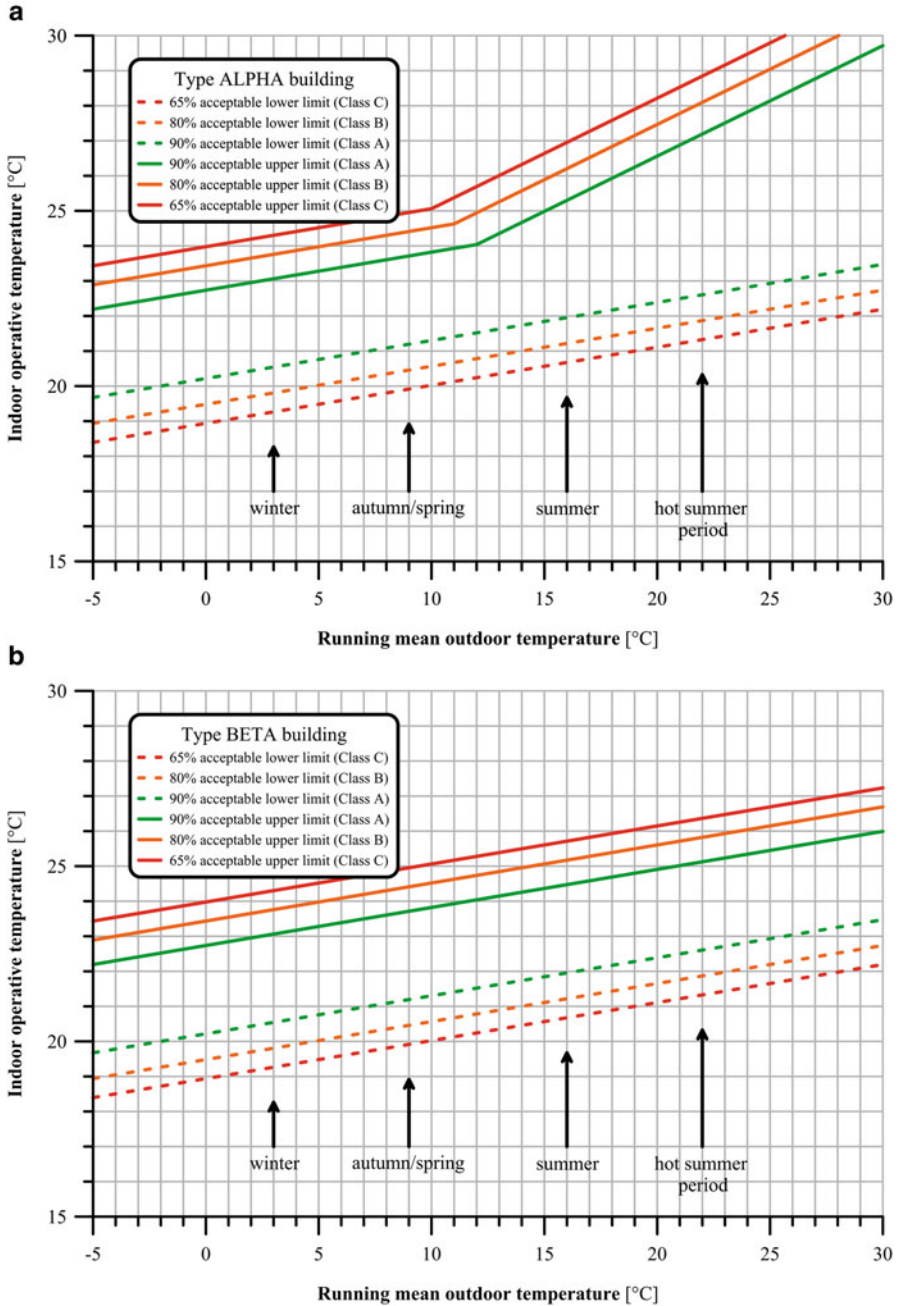 a
30
Type ALPHA building
65% acceptable lower limit (Class C)
80% acceptable lower limit (Class B)
90% acceptable lower limit (Class A)
90% acceptable upper limit (Class A)
80% acceptable upper limit (Class B)
65% acceptable upper limit (Class C)
25
20
15
Indoor operative temperature [°C]
winter
autumn/spring
summer
hot summer
period
-5 0 5 10 15 20 25 30
Running mean outdoor temperature [°C]
b
30
Type BETA building
65% acceptable lower limit (Class C)
80% acceptable lower limit (Class B)
90% acceptable lower limit (Class A)
90% acceptable upper limit (Class A)
80% acceptable upper limit (Class B)
65% acceptable upper limit (Class C)
25
20
15
Indoor operative temperature [°C]
winter
autumn/spring
summer
hot summer
period
-5 0 5 10 15 20 25 30
Running mean outdoor temperature [°C]